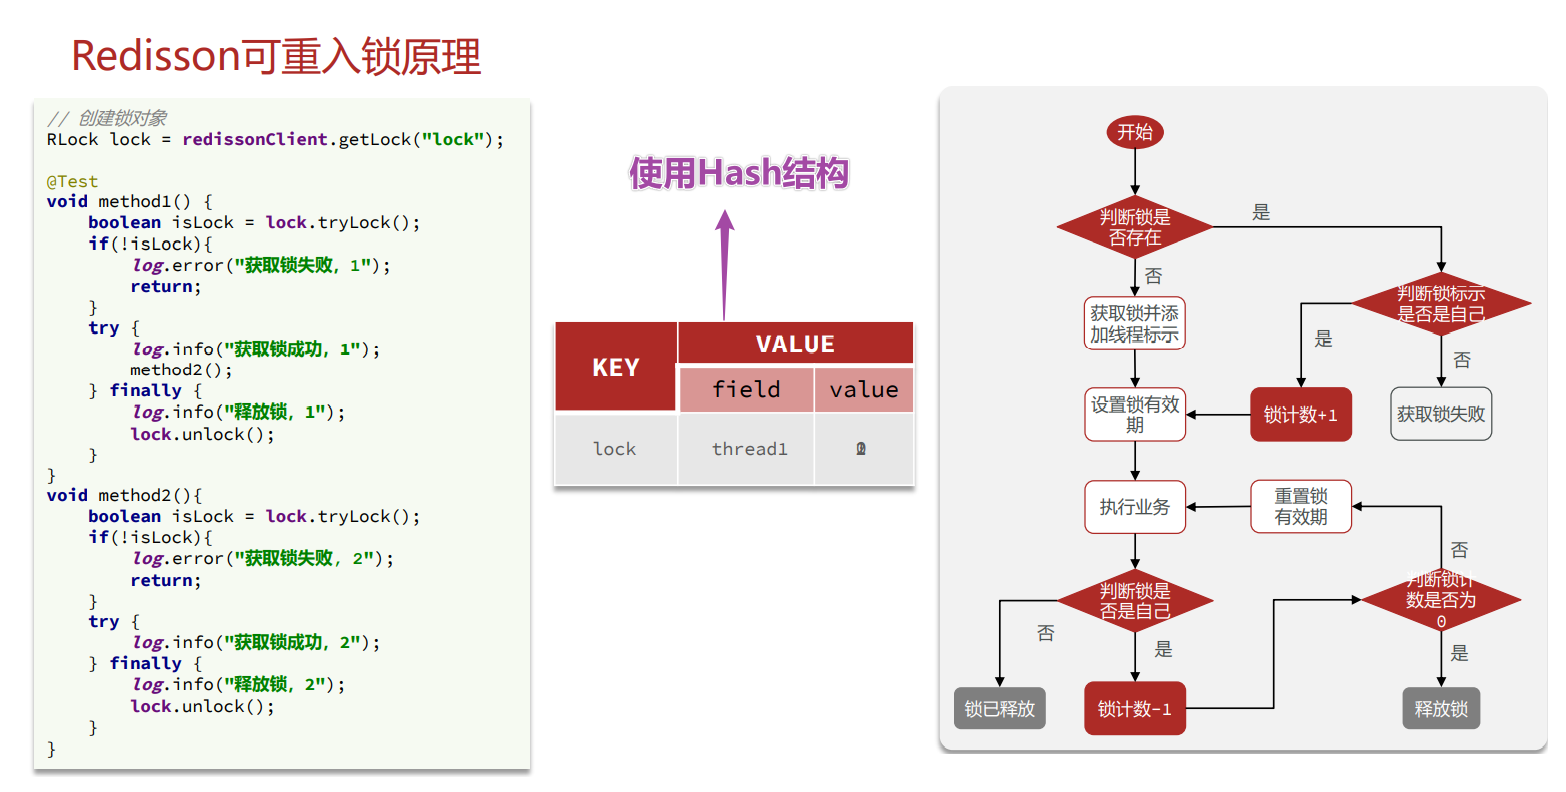 Redisson可重入锁原理
// 创建锁对象
RLock lock = redissonClient.getLock("lock");
@Test
void method1() {
    boolean isLock = lock.tryLock();
    if(!isLock){
        log.error("获取锁失败，1");
        return;
    }
    try {
        log.info("获取锁成功，1");
        method2();
    } finally {
        log.info("释放锁，1");
        lock.unlock();
    }
}
void method2(){
    boolean isLock = lock.tryLock();
    if(!isLock){
        log.error("获取锁失败，2");
        return;
    }
    try {
        log.info("获取锁成功，2");
    } finally {
        log.info("释放锁，2");
        lock.unlock();
    }
}
使用Hash结构
KEY
VALUE
field
value
lock
thread1
开始
判断锁是
否存在
是
否
获取锁并添
加线程标示
判断锁标示
是否是自己
是
否
设置锁有效
期
锁计数+1
获取锁失败
执行业务
重置锁
有效期
否
判断锁是
否是自己
判断锁计
数是否为
0
否
是
是
锁已释放
锁计数-1
释放锁